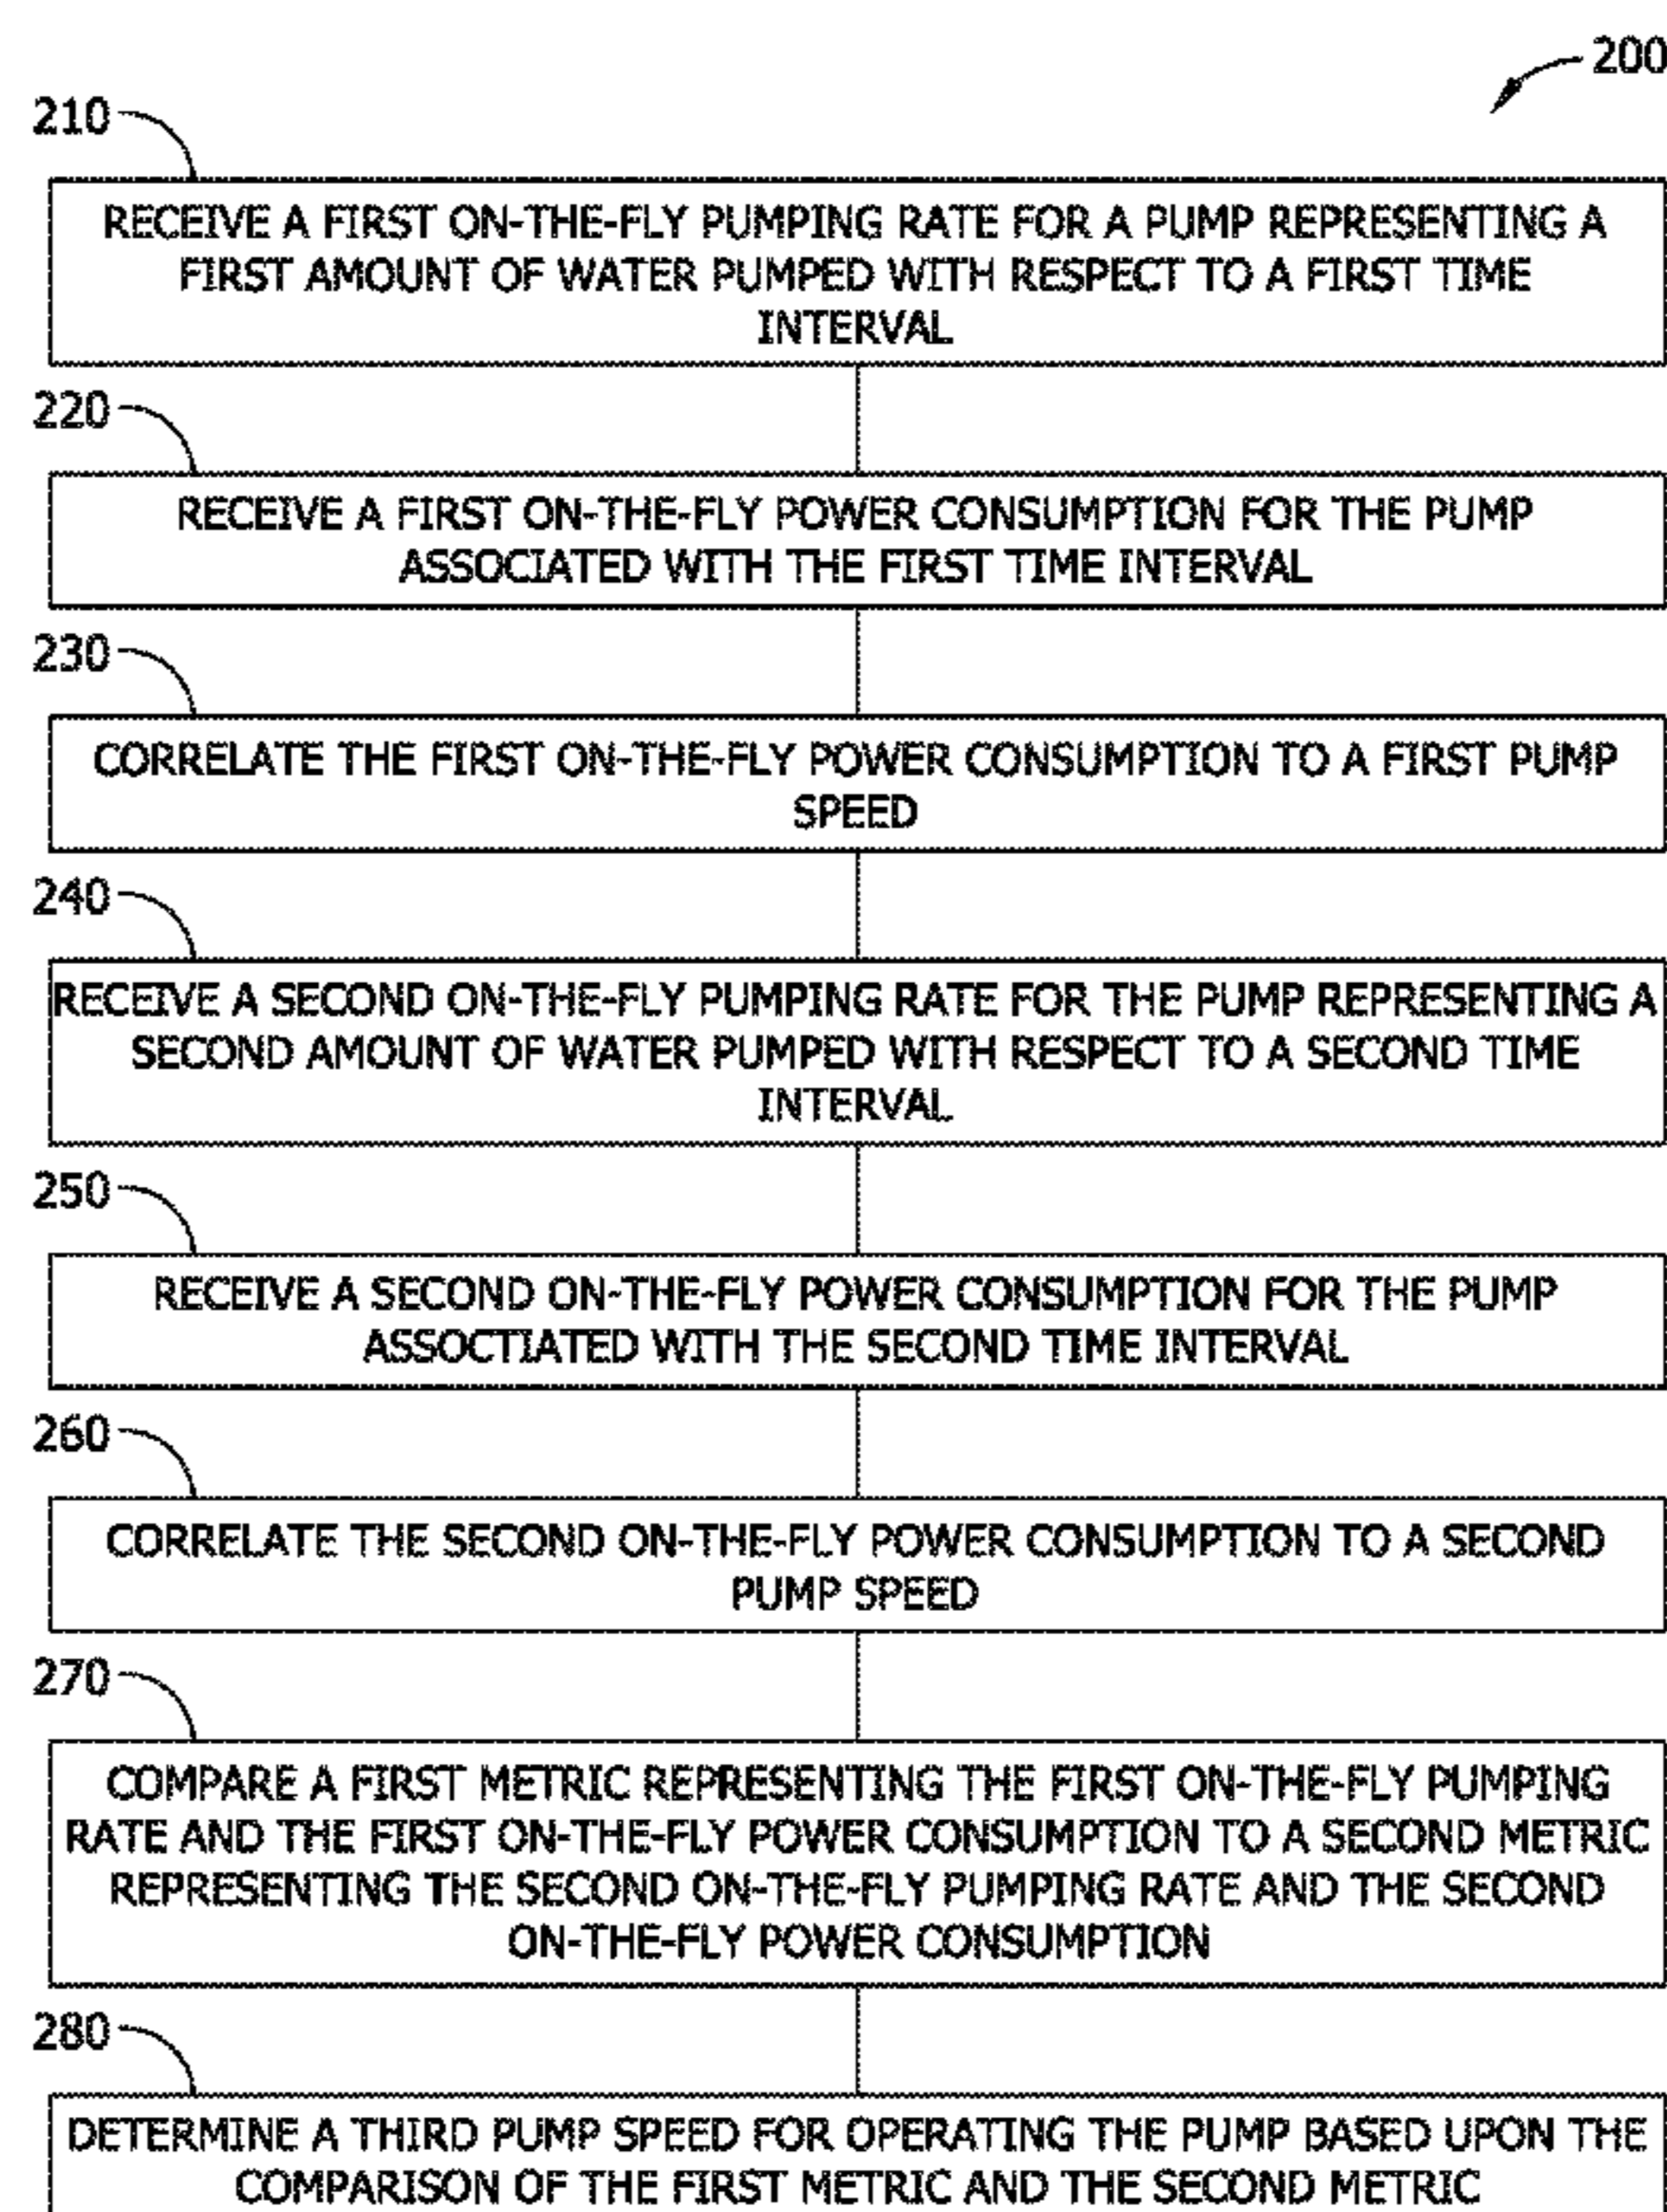 200
210
RECEIVE A FIRST ON-THE-FLY PUMPING RATE FOR A PUMP REPRESENTING A
FIRST AMOUNT OF WATER PUMPED WITH RESPECT TO A FIRST TIME
INTERVAL
220
RECEIVE A FIRST ON-THE-FLY POWER CONSUMPTION FOR THE PUMP
ASSOCIATED WITH THE FIRST TIME INTERVAL
230
CORRELATE THE FIRST ON-THE-FLY POWER CONSUMPTION TO A FIRST PUMP
SPEED
240
RECEIVE A SECOND ON-THE-FLY PUMPING RATE FOR THE PUMP REPRESENTING A
SECOND AMOUNT OF WATER PUMPED WITH RESPECT TO A SECOND TIME
INTERVAL
250
RECEIVE A SECOND ON-THE-FLY POWER CONSUMPTION FOR THE PUMP
ASSOCTIATED WITH THE SECOND TIME INTERVAL
260
CORRELATE THE SECOND ON-THE-FLY POWER CONSUMPTION TO A SECOND
PUMP SPEED
270
COMPARE A FIRST METRIC REPRESENTING THE FIRST ON-THE-FLY PUMPING
RATE AND THE FIRST ON-THE-FLY POWER CONSUMPTION TO A SECOND METRIC
REPRESENTING THE SECOND ON-THE-FLY PUMPING RATE AND THE SECOND
ON-THE-FLY POWER CONSUMPTION
280
DETERMINE A THIRD PUMP SPEED FOR OPERATING THE PUMP BASED UPON THE
COMPARISON OF THE FIRST METRIC AND THE SECOND METRIC